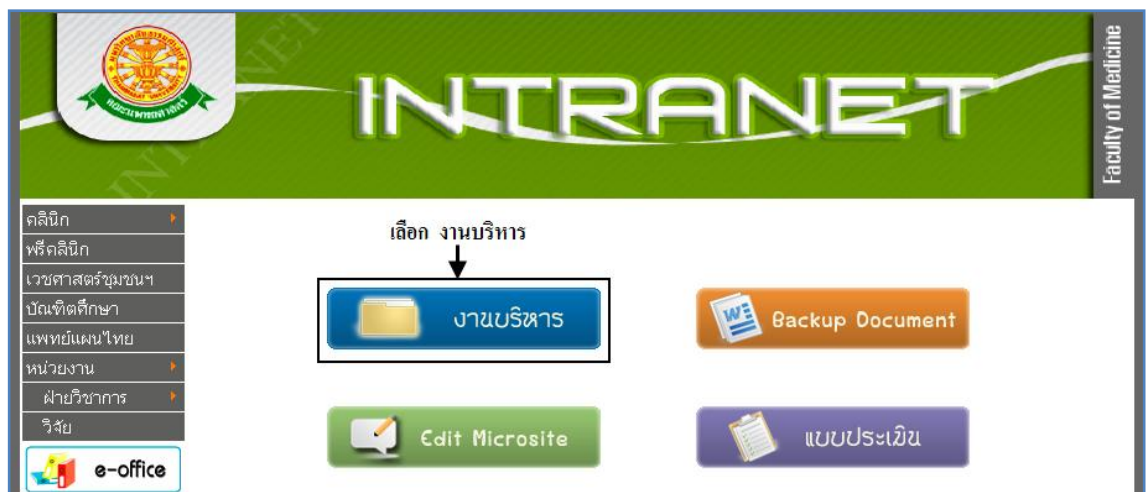 INTRANET
Faculty of Medicine
คลินิก
พรีคลินิก
เวชศาสตร์ชุมชนฯ
บัณฑิตศึกษา
แพทย์แผนไทย
หน่วยงาน
ฝ่ายวิชาการ
วิจัย
e-office
เลือก งานบริหาร
งานบริหาร
Backup Document
Edit Microsite
แบบประเมิน